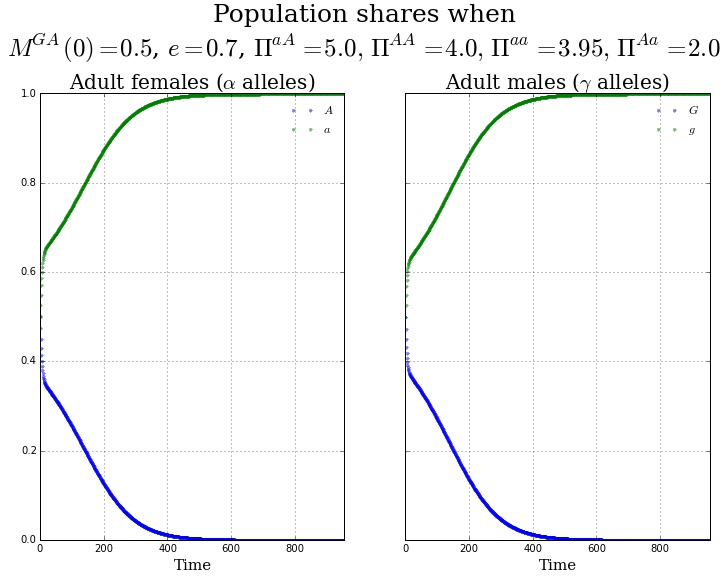 Population shares when
M^{GA}(0) = 0.5, e = 0.7, Π^{aA} = 5.0, Π^{AA} = 4.0, Π^{aa} = 3.95, Π^{Aa} = 2.0
Adult females (α alleles)
Adult males (γ alleles)
1.0
0.8
0.6
0.4
0.2
0.0
A
a
G
g
0 200 400 600 800
0 200 400 600 800
Time
Time